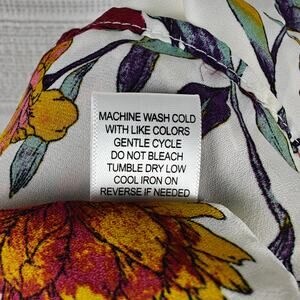 MACHINE WASH COLD
WITH LIKE COLORS
GENTLE CYCLE
DO NOT BLEACH
TUMBLE DRY LOW
COOL IRON ON
REVERSE IF NEEDED